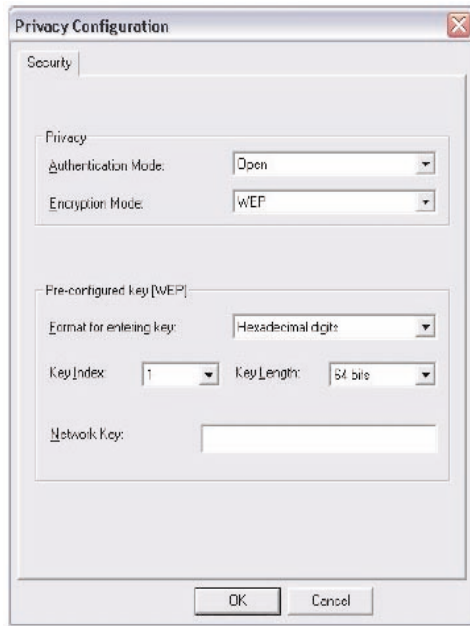 Privacy Configuration
Security
Privacy
Authentication Mode: Open
Encryption Mode: WEP
Pre-configured key [WEP]
Format for entering key: Hexadecimal digits
Key Index: 1 Key Length: 64 bits
Network Key:
OK Cancel